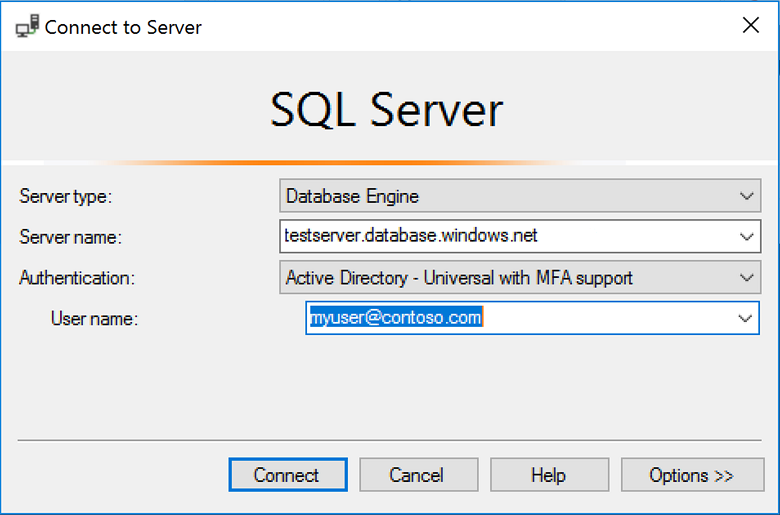 Connect to Server
SQL Server
Server type: Database Engine
Server name: testserver.database.windows.net
Authentication: Active Directory - Universal with MFA support
User name: myuser@contoso.com
Connect Cancel Help Options >>